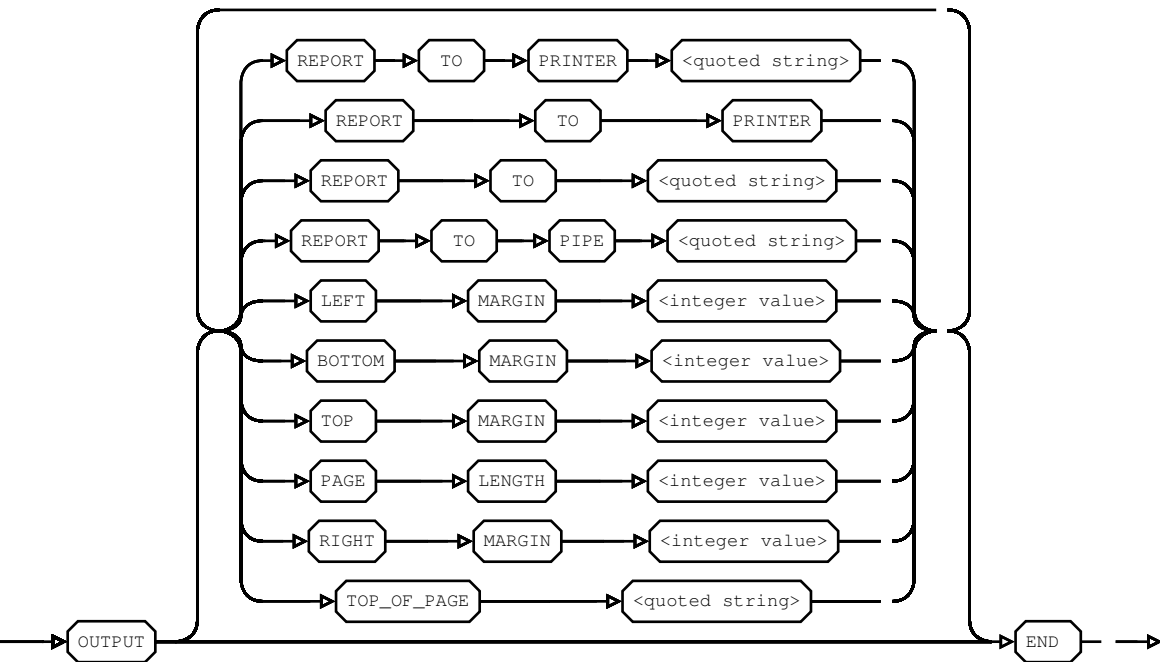 REPORT TO PRINTER <quoted string>
REPORT TO PRINTER
REPORT TO <quoted string>
REPORT TO PIPE <quoted string>
LEFT MARGIN <integer value>
BOTTOM MARGIN <integer value>
TOP MARGIN <integer value>
PAGE LENGTH <integer value>
RIGHT MARGIN <integer value>
TOP_OF_PAGE <quoted string>
OUTPUT END